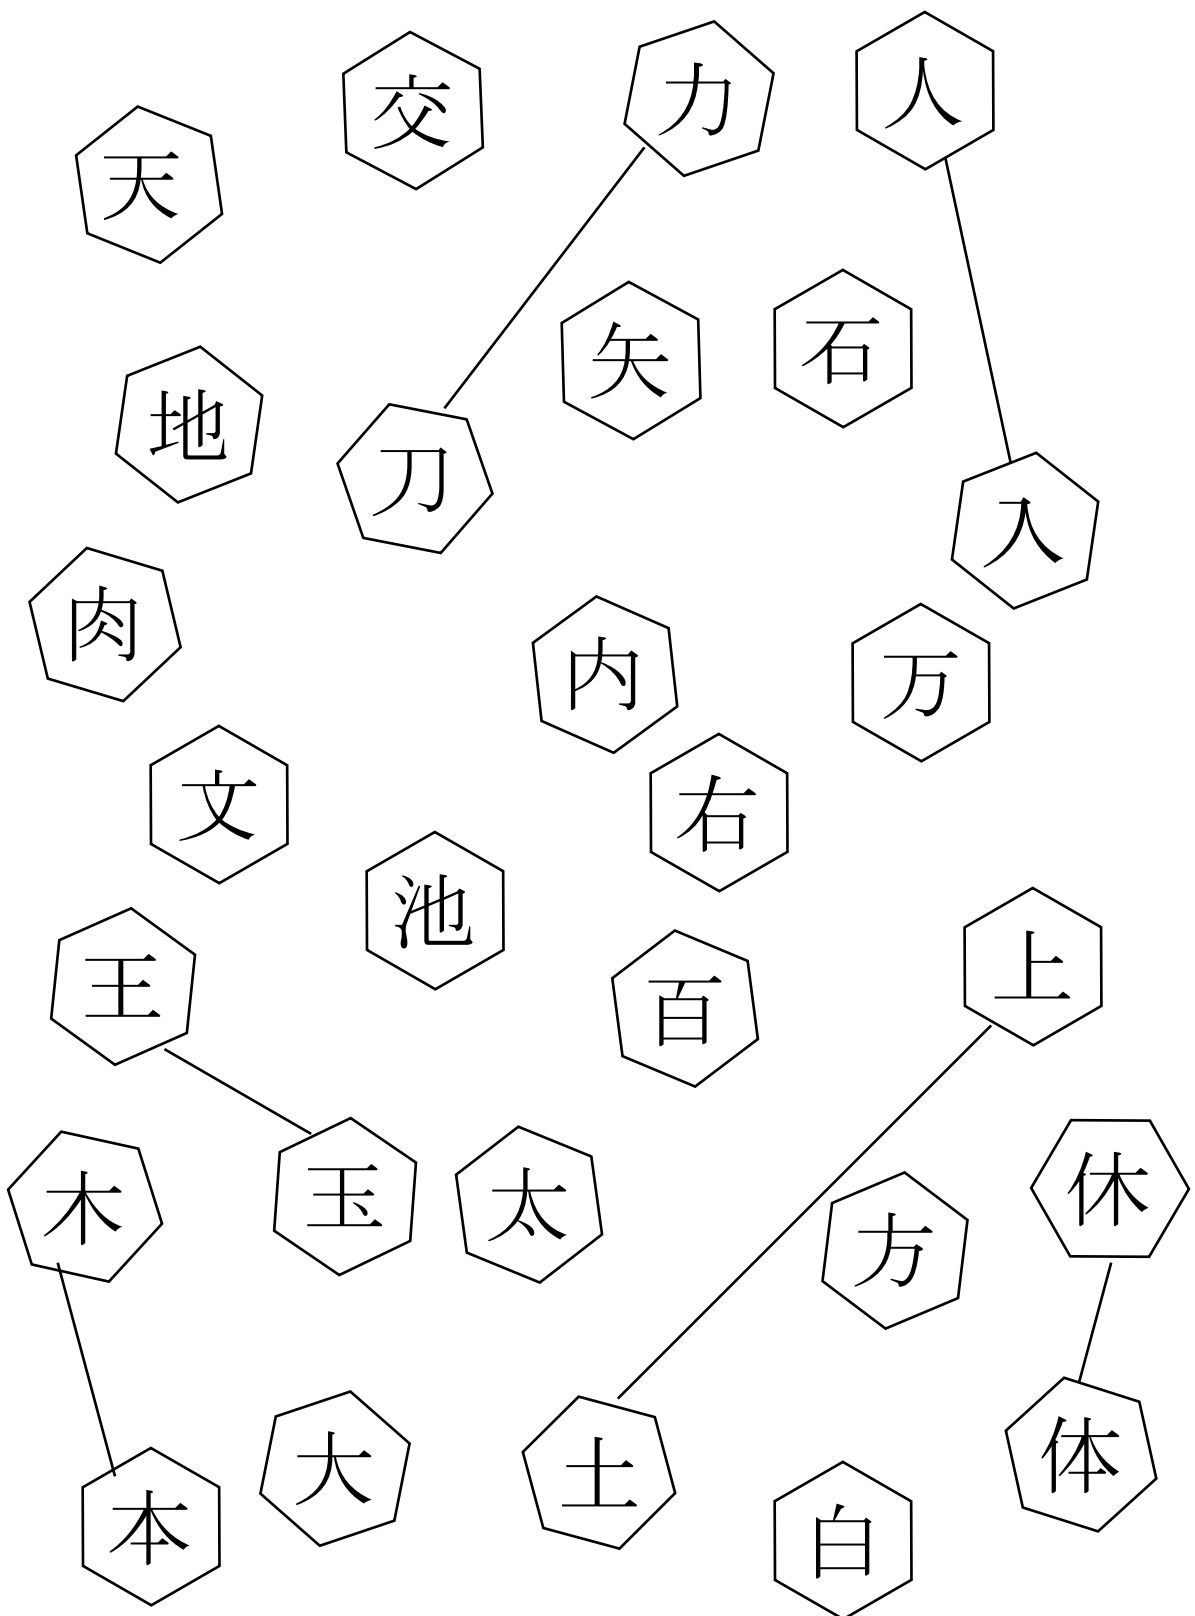 交
力
人
天
矢
石
地
刀
入
肉
内
万
文
右
池
王
百
上
木
玉
太
方
休
本
大
土
白
体